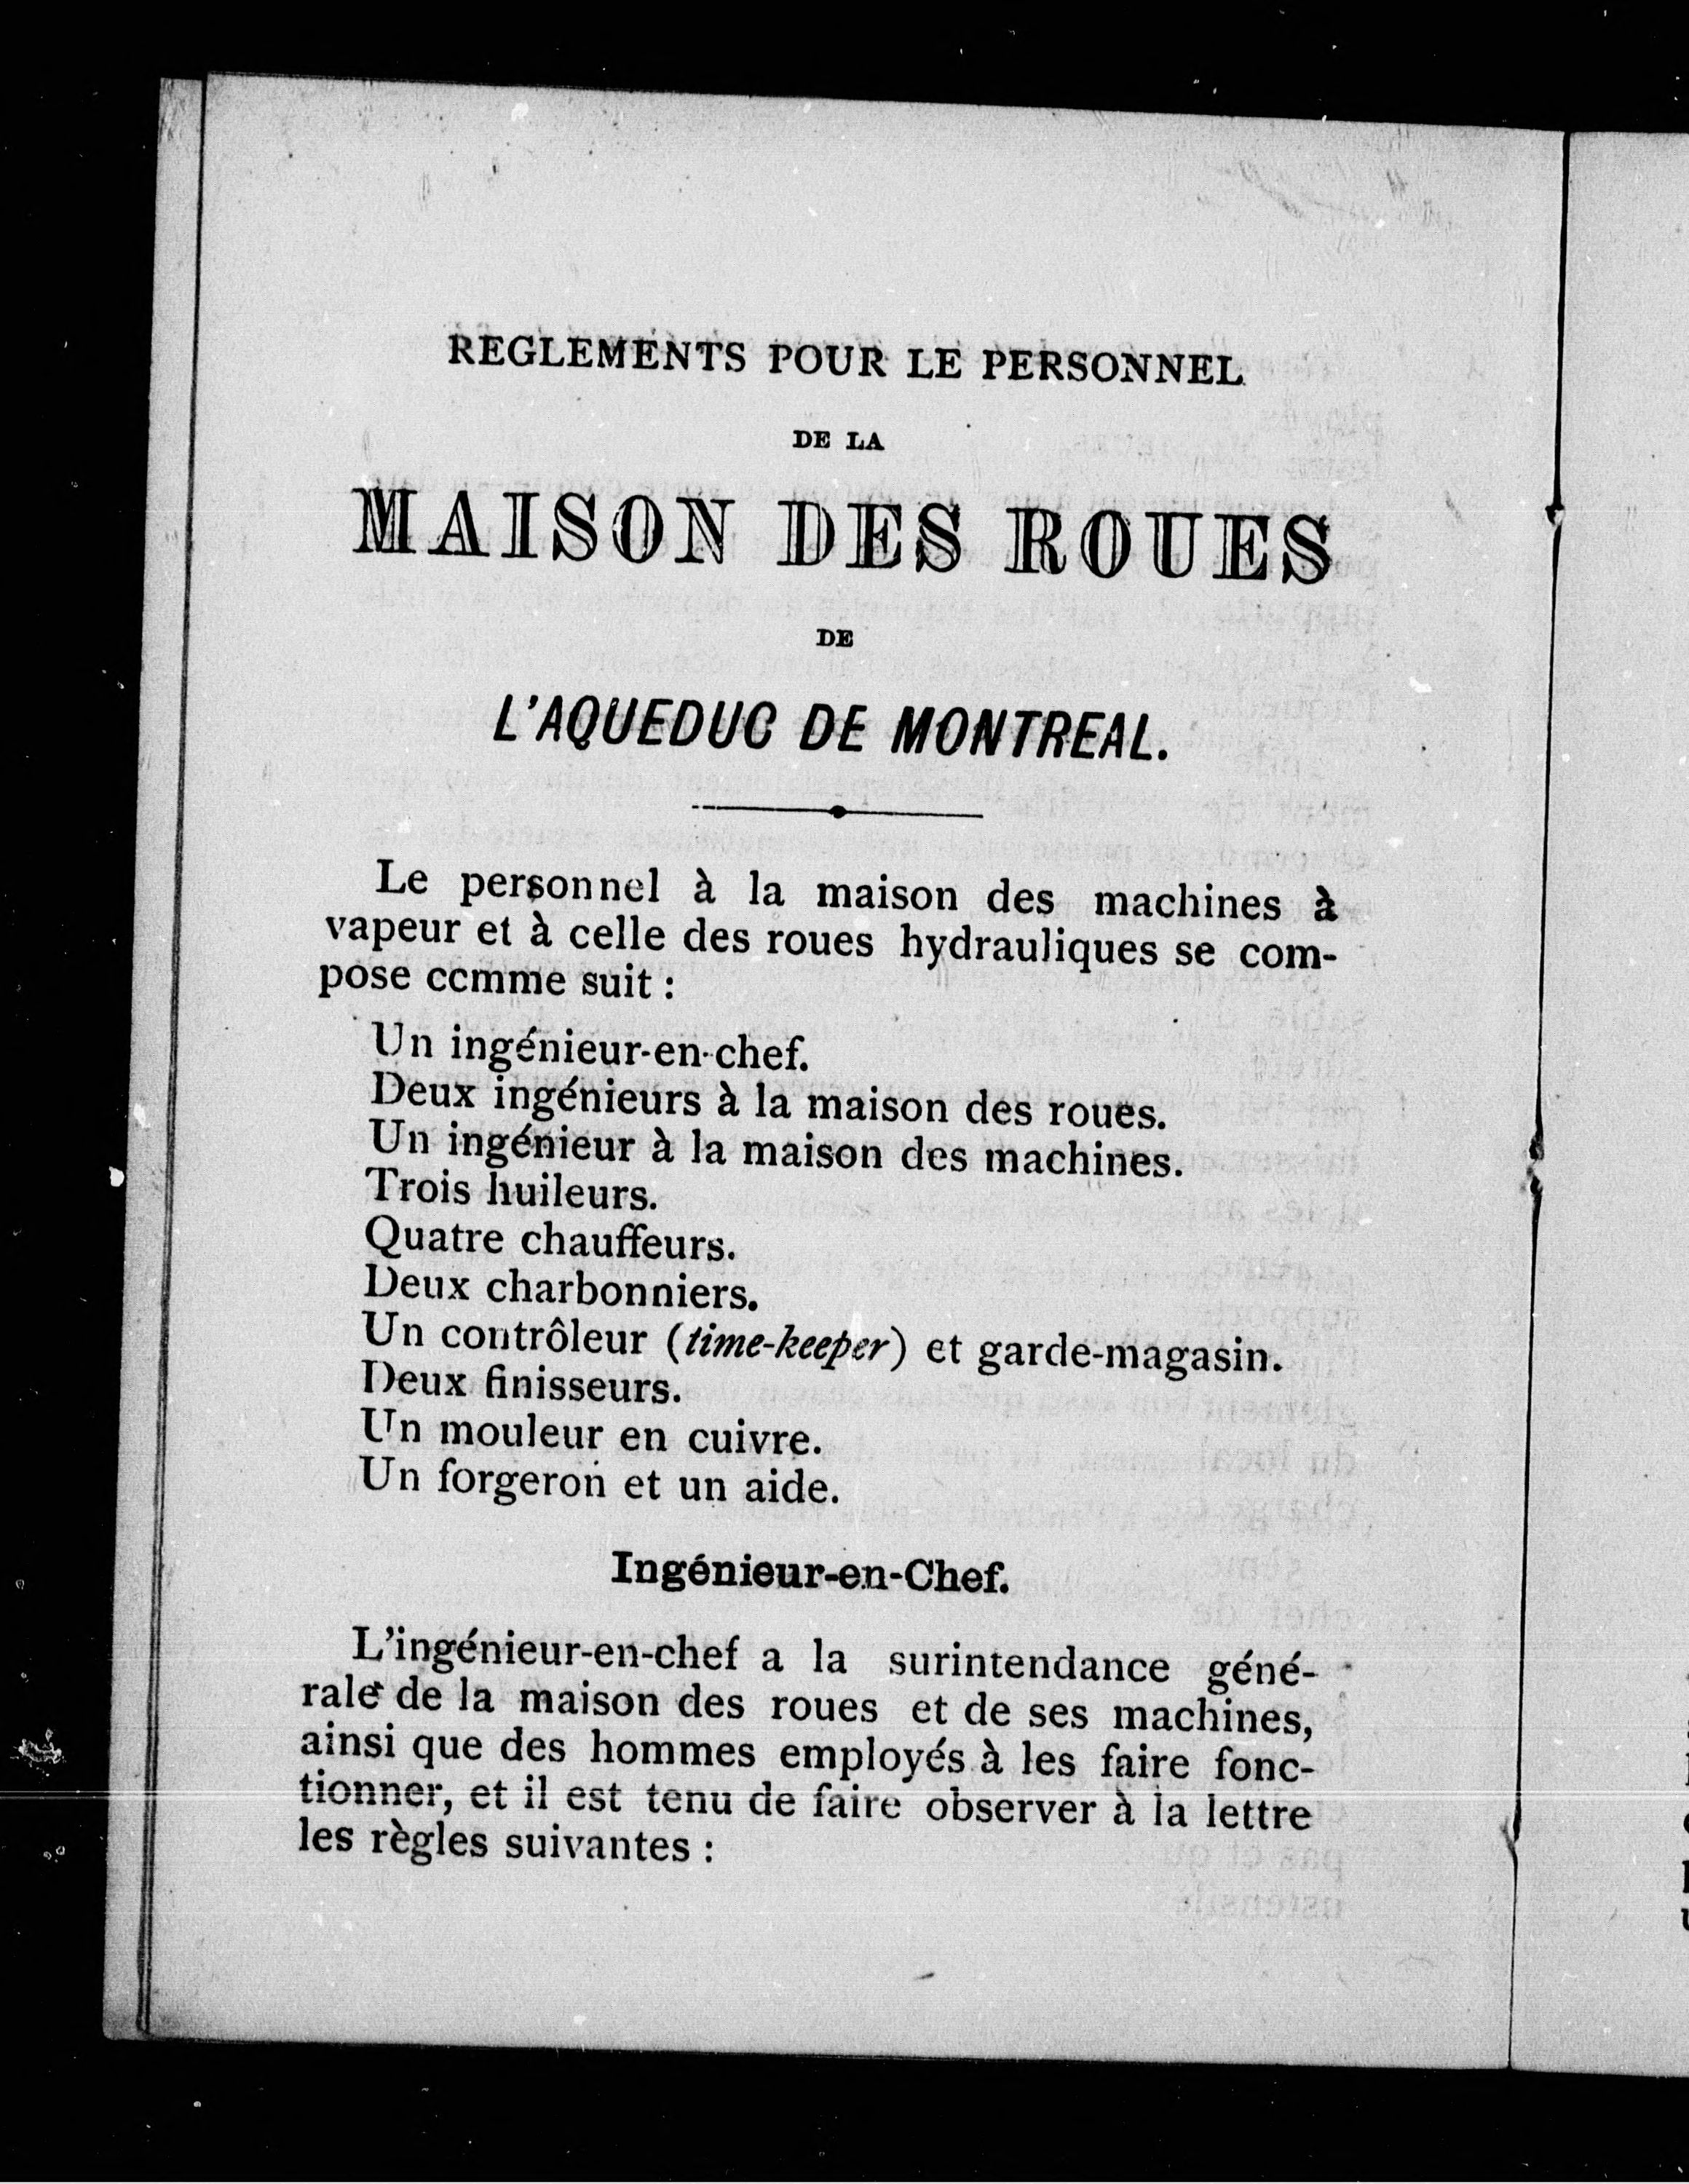 REGLEMENTS POUR LE PERSONNEL
DE LA
MAISON DES ROUES
DE
L'AQUEDUC DE MONTREAL.
Le personnel à la maison des machines à
vapeur et à celle des roues hydrauliques se com-
pose ccmme suit :
Un ingénieur-en-chef.
Deux ingénieurs à la maison des roues.
Un ingénieur à la maison des machines.
Trois huileurs.
Quatre chauffeurs.
Deux charbonniers.
Un contrôleur (time-keeper) et garde-magasin.
Deux finisseurs.
Un mouleur en cuivre.
Un forgeron et un aide.
Ingénieur-en-Chef.
L'ingénieur-en-chef a la surintendance géné-
rale de la maison des roues et de ses machines,
ainsi que des hommes employés à les faire fonc-
tionner, et il est tenu de faire observer à la lettre
les règles suivantes :